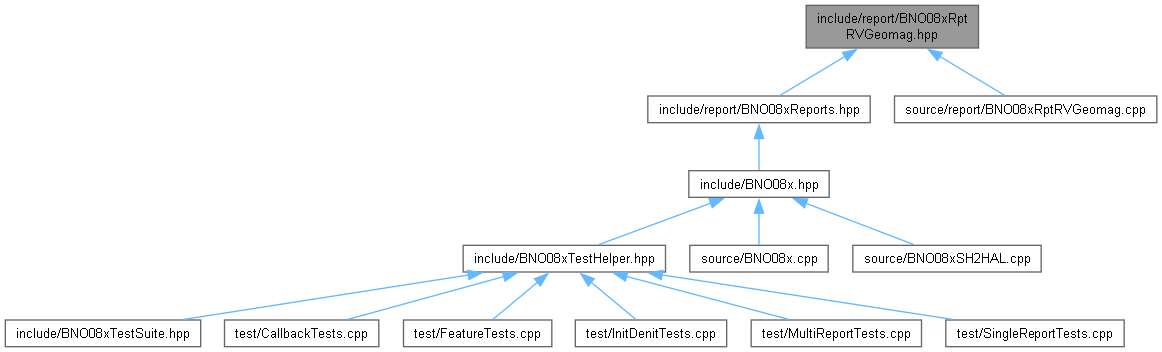 include/report/BNO08xRpt
RVGeomag.hpp
include/report/BNO08xReports.hpp
source/report/BNO08xRptRVGeomag.cpp
include/BNO08x.hpp
include/BNO08xTestHelper.hpp
source/BNO08x.cpp
source/BNO08xSH2HAL.cpp
include/BNO08xTestSuite.hpp
test/CallbackTests.cpp
test/FeatureTests.cpp
test/InitDenitTests.cpp
test/MultiReportTests.cpp
test/SingleReportTests.cpp